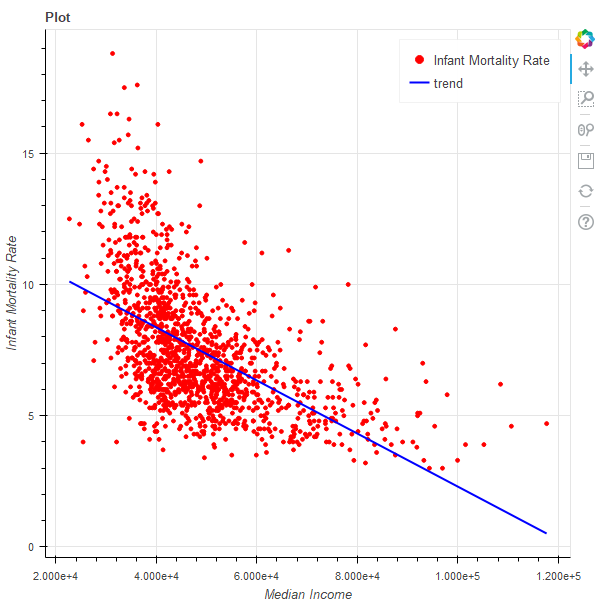 Plot
Infant Mortality Rate
trend
15
10
5
0
Infant Mortality Rate
2.000e+4 4.000e+4 6.000e+4 8.000e+4 1.000e+5 1.200e+5
Median Income